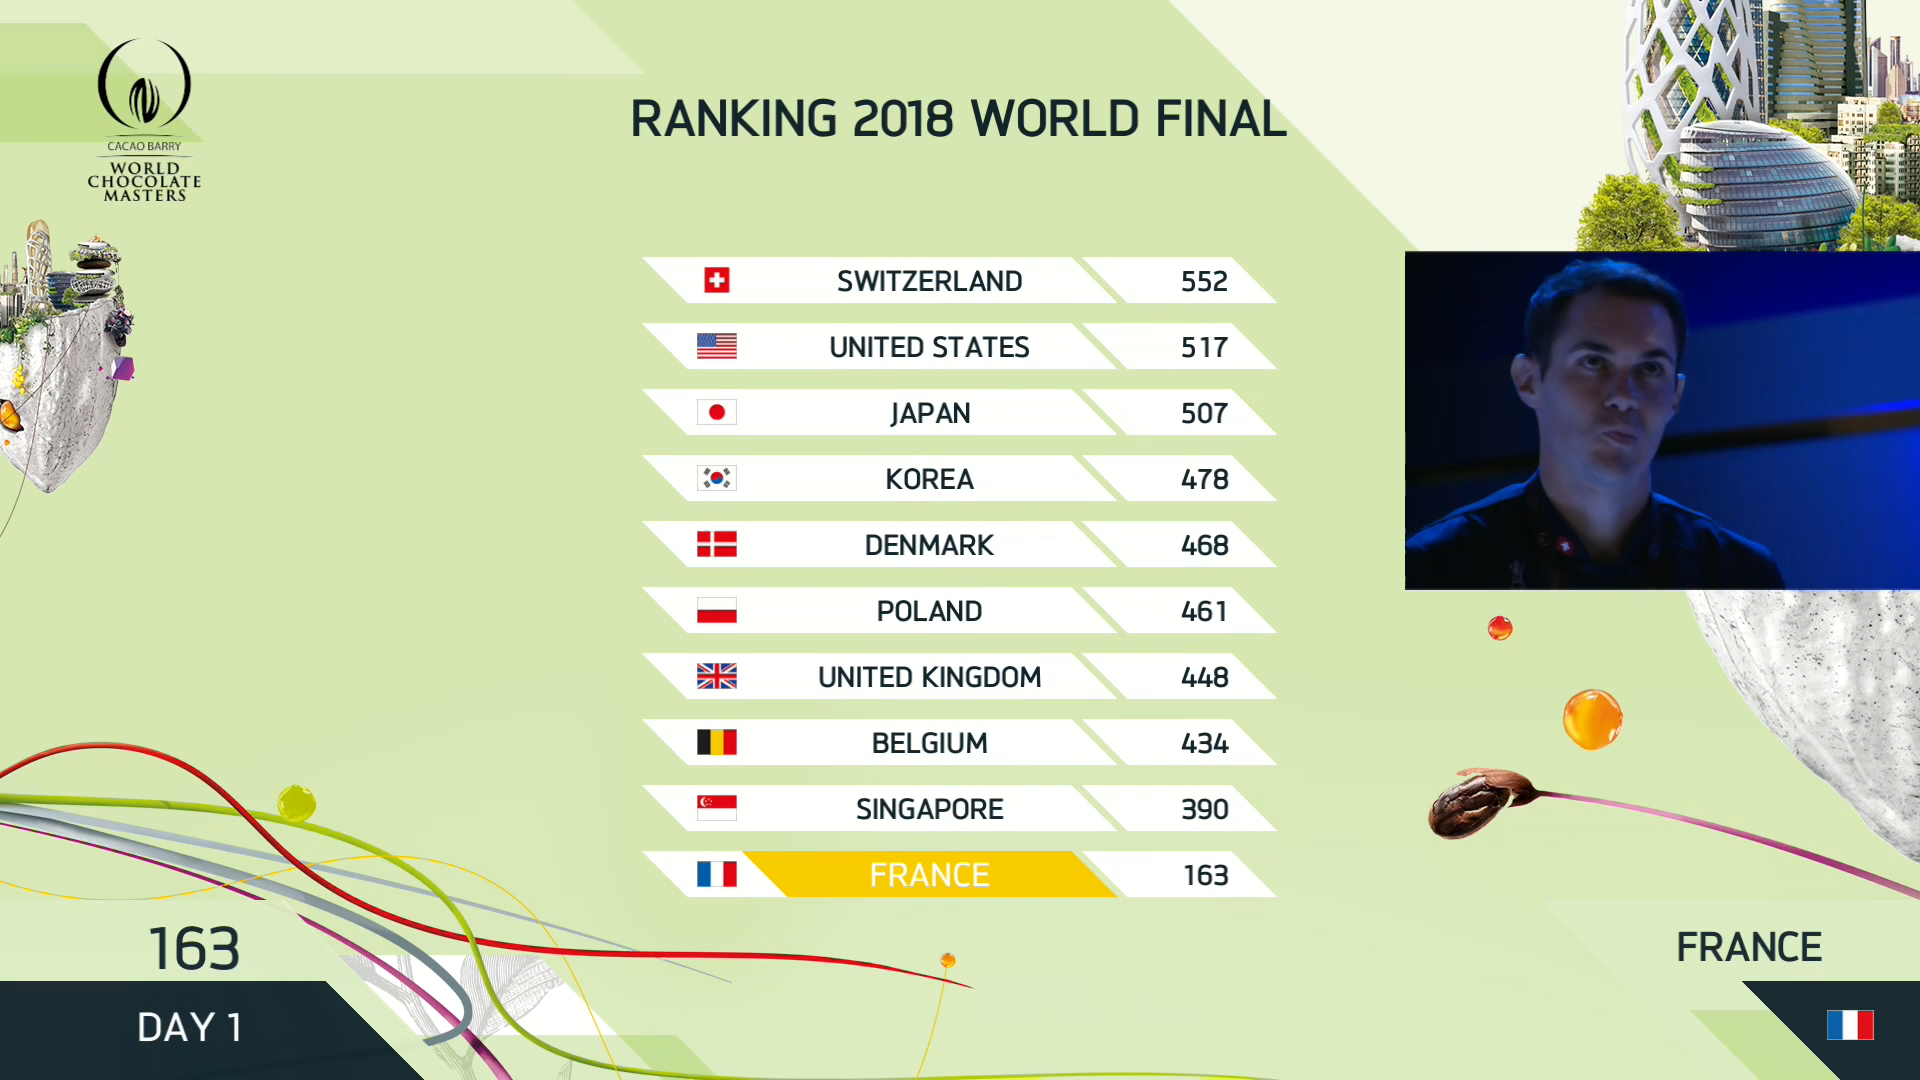 CACAO BARRY
WORLD
CHOCOLATE
MASTERS
RANKING 2018 WORLD FINAL
SWITZERLAND 552
UNITED STATES 517
JAPAN 507
KOREA 478
DENMARK 468
POLAND 461
UNITED KINGDOM 448
BELGIUM 434
SINGAPORE 390
FRANCE 163
163
DAY 1
FRANCE